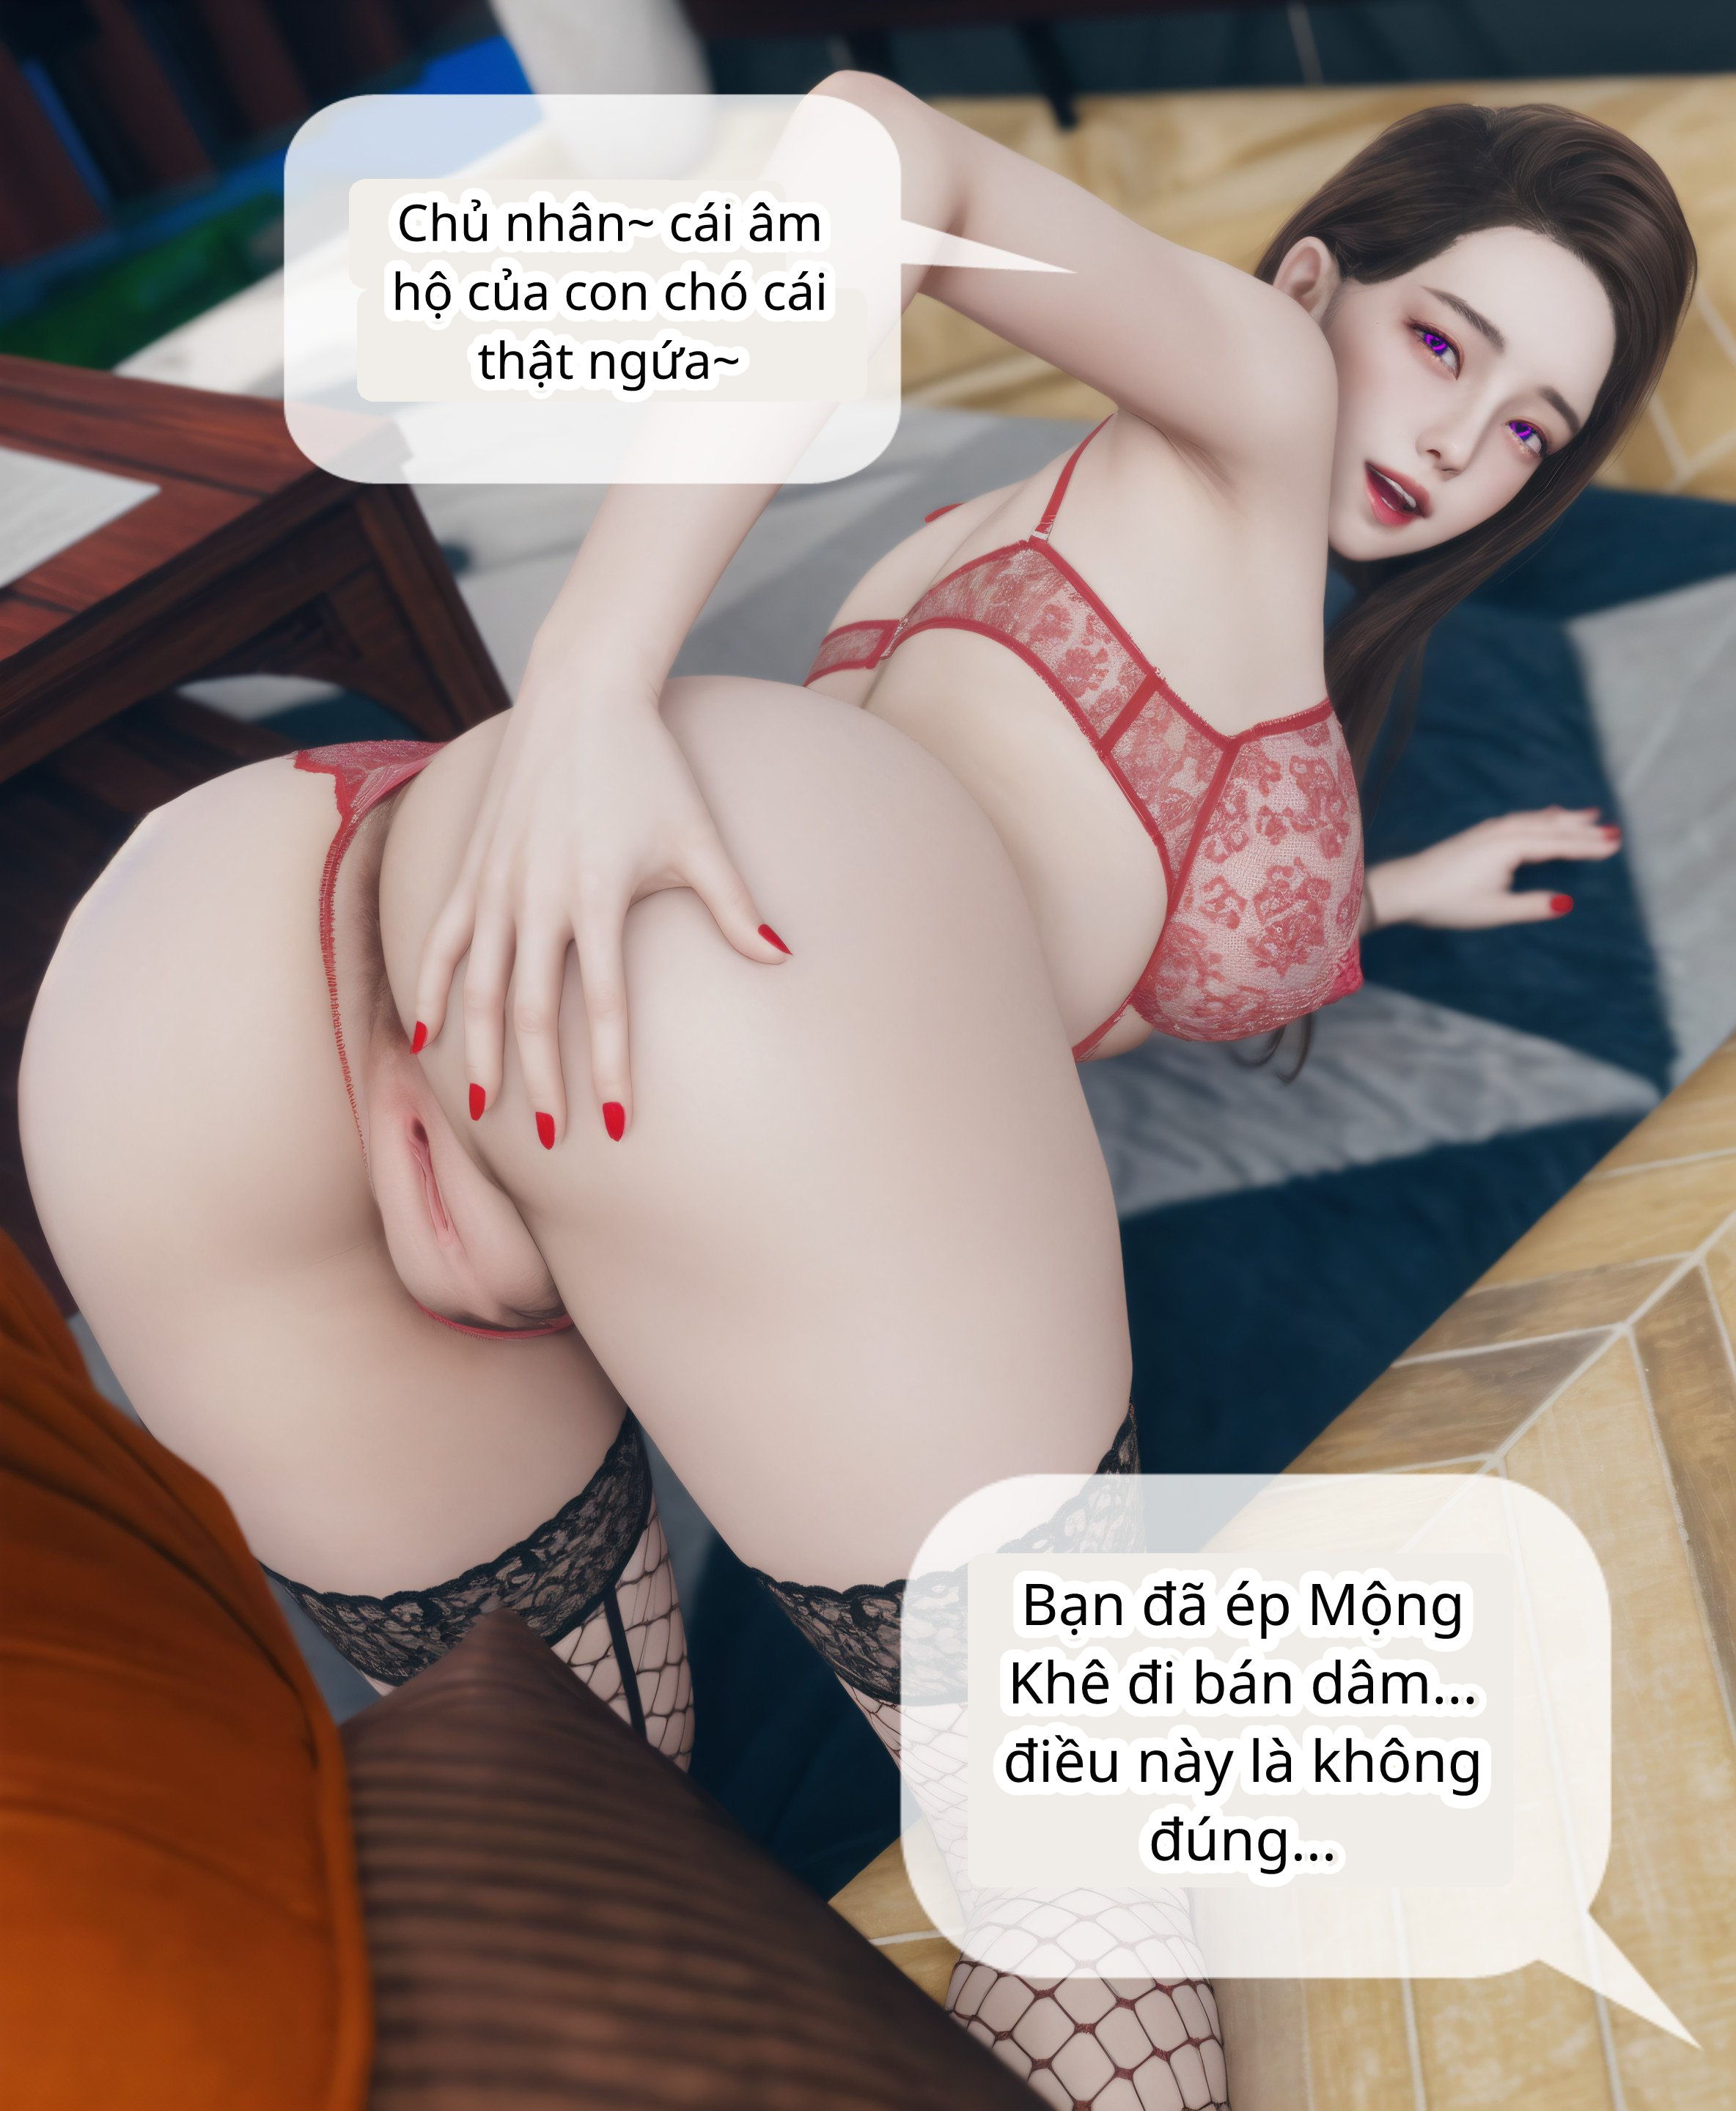 Chủ nhân~ cái âm
hộ của con chó cái
thật ngứa~
Bạn đã ép Mộng
Khê đi bán dâm...
điều này là không
đúng...